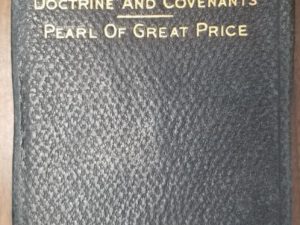 DOCTRINE AND COVENANTS
PEARL OF GREAT PRICE